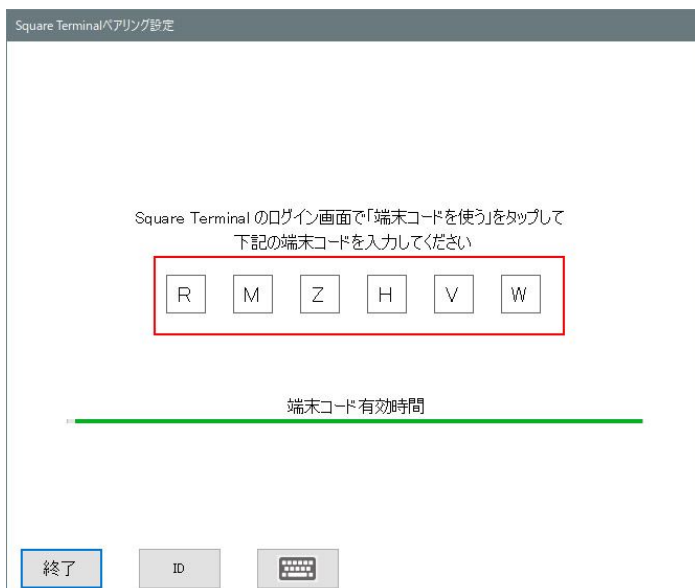 Square Terminalペアリング設定
Square Terminal のログイン画面で「端末コードを使う」をタップして
下記の端末コードを入力してください
R M Z H V W
端末コード有効時間
終了 ID